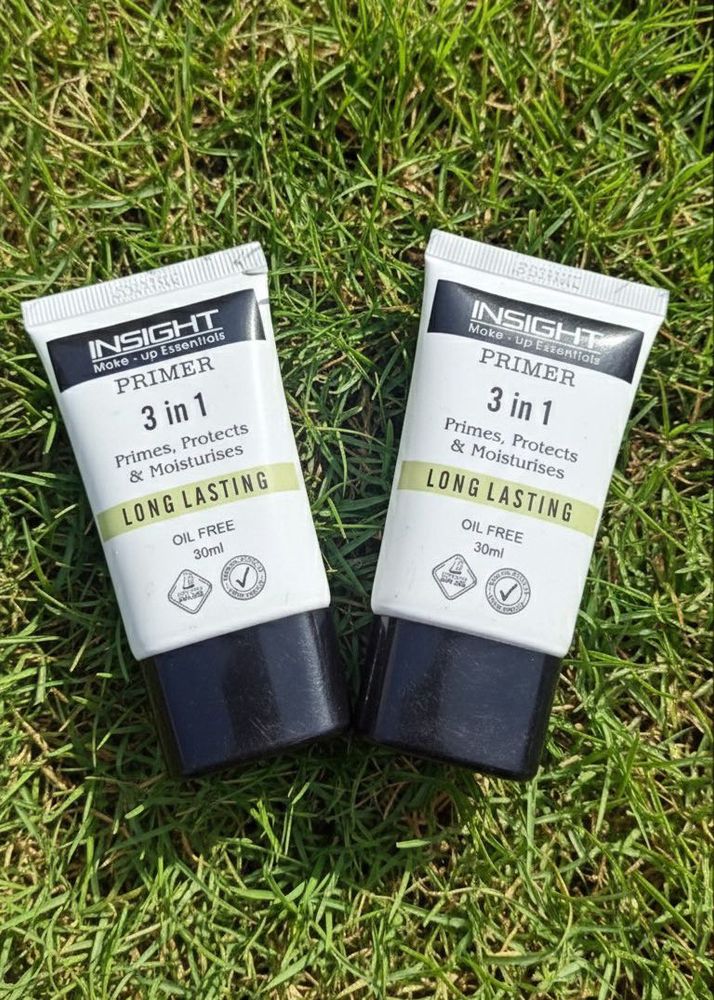 INSIGHT
Make-up Essentials
PRIMER
3 in 1
Primes, Protects
& Moisturises
LONG LASTING
OIL FREE
30ml
INSIGHT
Make-up Essentials
PRIMER
3 in 1
Primes, Protects
& Moisturises
LONG LASTING
OIL FREE
30ml